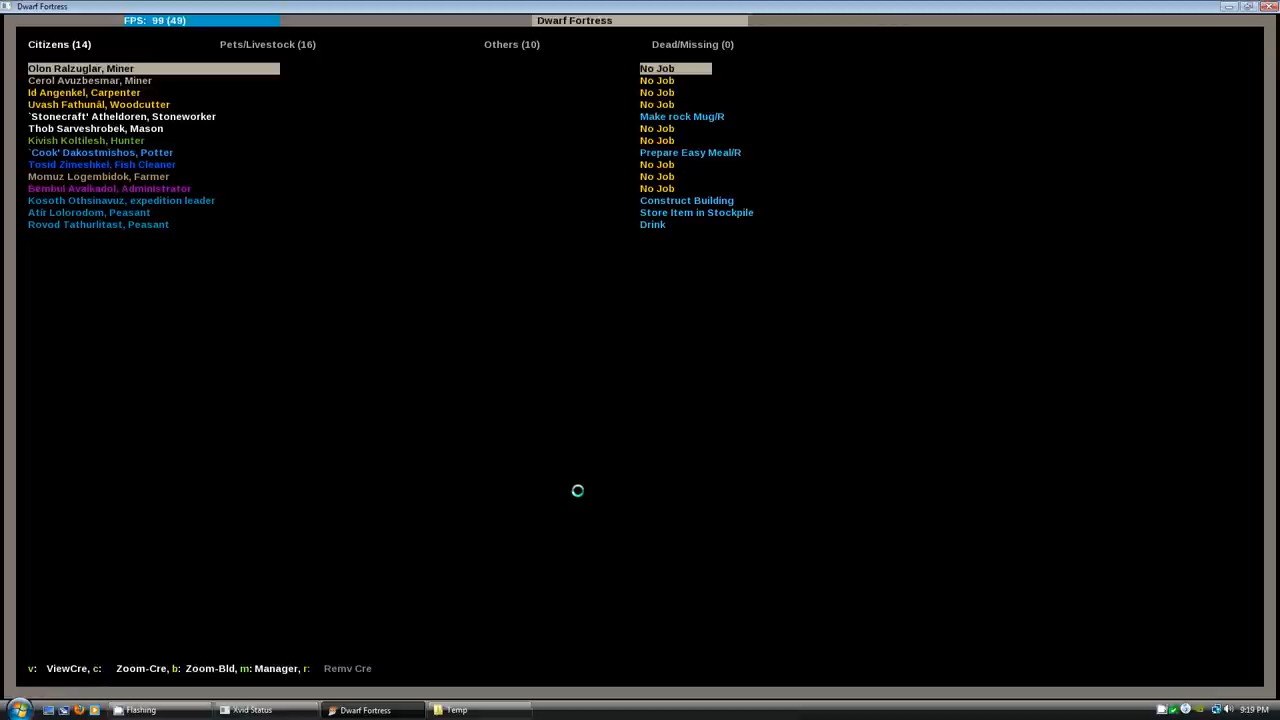 Dwarf Fortress
FPS: 99 (49) Dwarf Fortress
Citizens (14) Pets/Livestock (16) Others (10) Dead/Missing (0)
Olon Ralzuglar, Miner No Job
Cerol Avuzbesmar, Miner No Job
Id Angenkel, Carpenter No Job
Uvash Fathunâl, Woodcutter No Job
`Stonecraft' Atheldoren, Stoneworker Make rock Mug/R
Thob Sarveshrobek, Mason No Job
Kivish Koltilesh, Hunter No Job
`Cook' Dakostmishos, Potter Prepare Easy Meal/R
Tosid Zimeshkel, Fish Cleaner No Job
Momuz Logembidok, Farmer No Job
Bëmbul Avalkadol, Administrator No Job
Kosoth Othsinavuz, expedition leader Construct Building
Atír Lolorodom, Peasant Store Item in Stockpile
Rovod Tathurlitast, Peasant Drink
v: ViewCre, c: Zoom-Cre, b: Zoom-Bld, m: Manager, r: Remv Cre
Flashing Xvid Status Dwarf Fortress Temp 9:19 PM